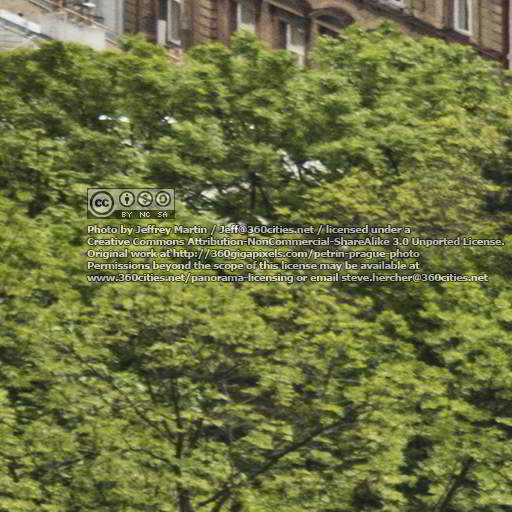 cc
BY NC SA
Photo by Jeffrey Martin / Jeff@360cities.net / licensed under a
Creative Commons Attribution-NonCommercial-ShareAlike 3.0 Unported License.
Original work at http://360gigapixels.com/petrin-prague-photo
Permissions beyond the scope of this license may be available at
www.360cities.net/panorama-licensing or email steve.hercher@360cities.net